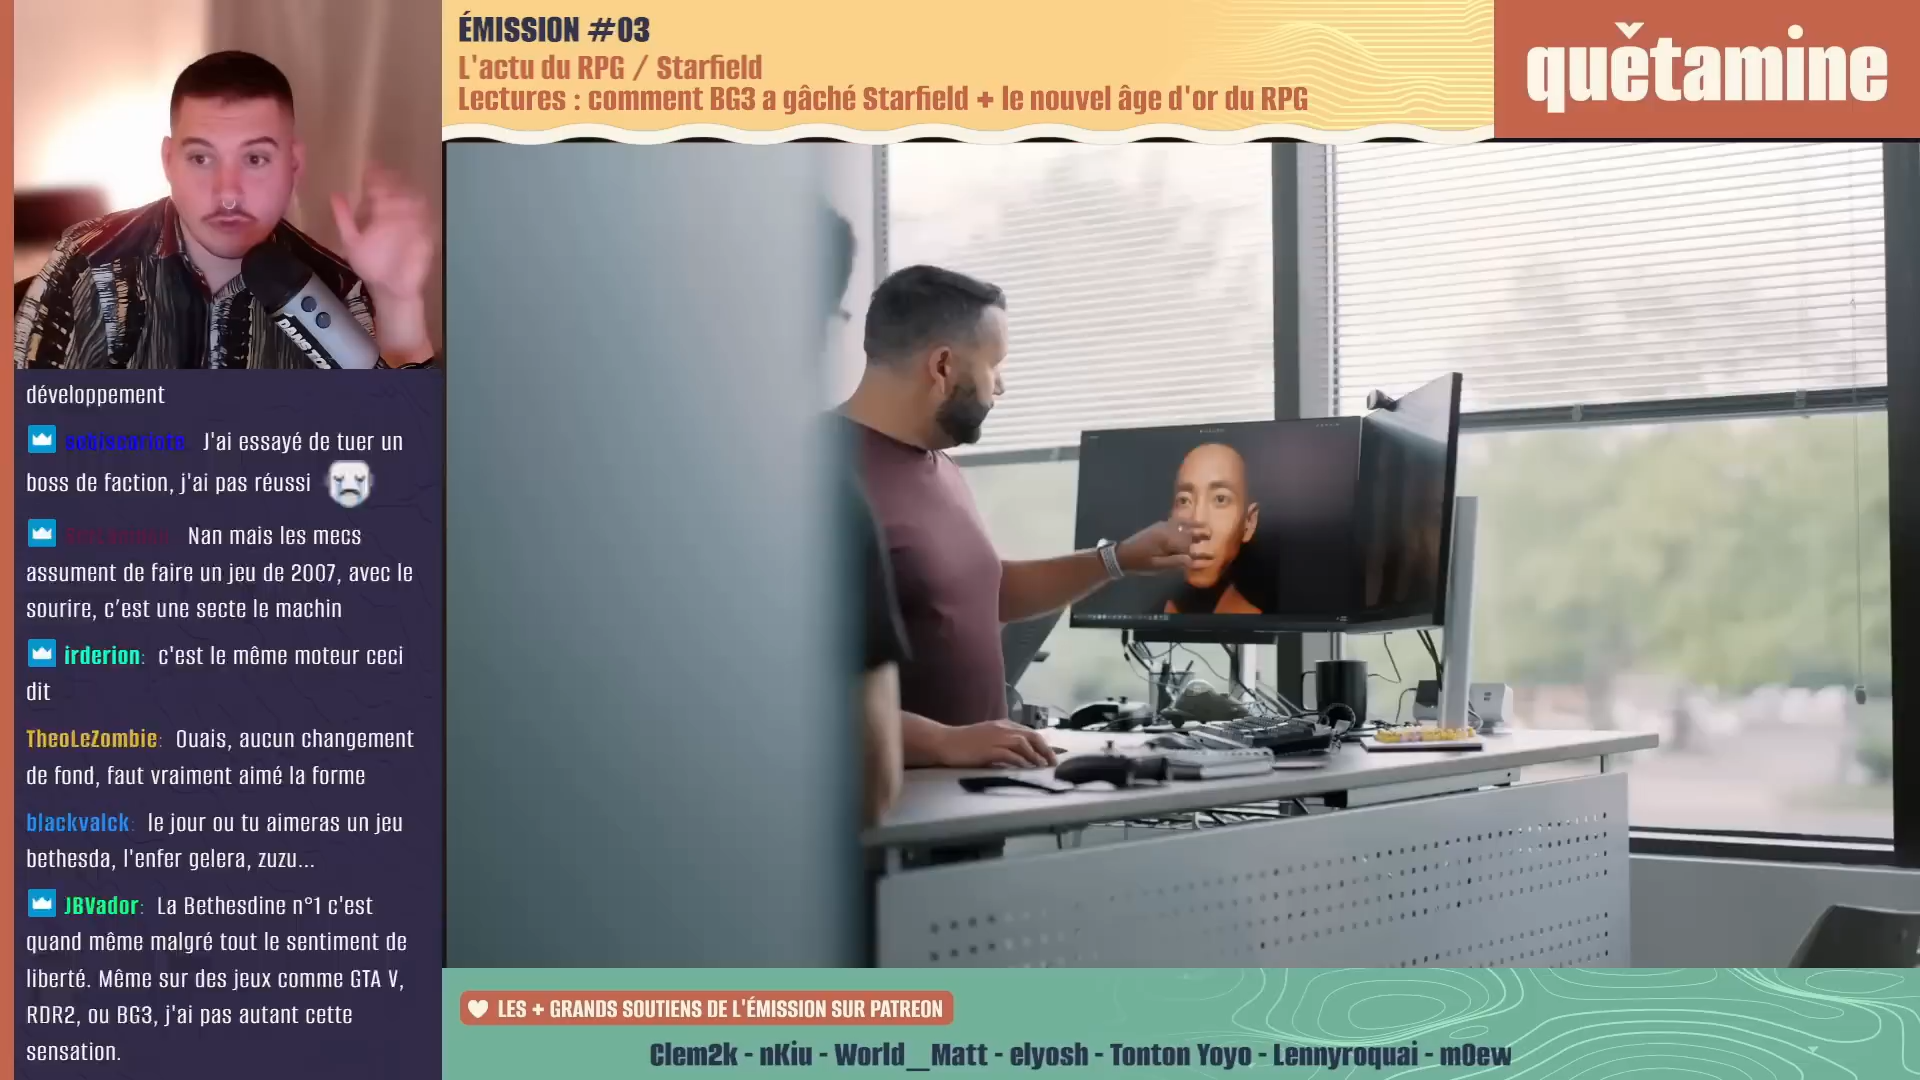 ÉMISSION #03
L'actu du RPG / Starfield
Lectures : comment BG3 a gâché Starfield + le nouvel âge d'or du RPG
quětamine
DANS ZO
développement
J'ai essayé de tuer un
boss de faction, j'ai pas réussi
Nan mais les mecs
assument de faire un jeu de 2007, avec le
sourire, c'est une secte le machin
irderion: c'est le même moteur ceci
dit
TheoLeZombie: Ouais, aucun changement
de fond, faut vraiment aimé la forme
blackvalck: le jour ou tu aimeras un jeu
bethesda, l'enfer gelera, zuzu...
JBVador: La Bethesdine n°1 c'est
quand même malgré tout le sentiment de
liberté. Même sur des jeux comme GTA V,
RDR2, ou BG3, j'ai pas autant cette
sensation.
LES + GRANDS SOUTIENS DE L'ÉMISSION SUR PATREON
Clem2k - nKiu - World__Matt - elyosh - Tonton Yoyo - Lennyroquai - m0ew